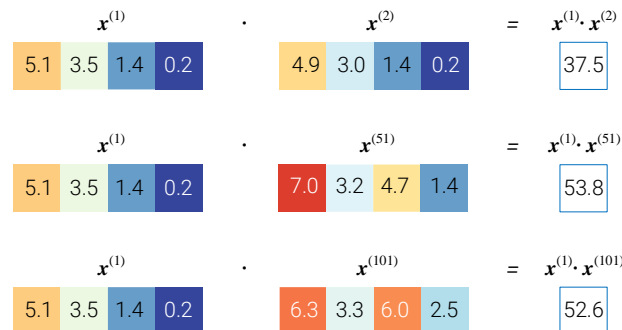 x(1) · x(2) = x(1)· x(2)
5.1 3.5 1.4 0.2 4.9 3.0 1.4 0.2 37.5
x(1) · x(51) = x(1)· x(51)
5.1 3.5 1.4 0.2 7.0 3.2 4.7 1.4 53.8
x(1) · x(101) = x(1)· x(101)
5.1 3.5 1.4 0.2 6.3 3.3 6.0 2.5 52.6